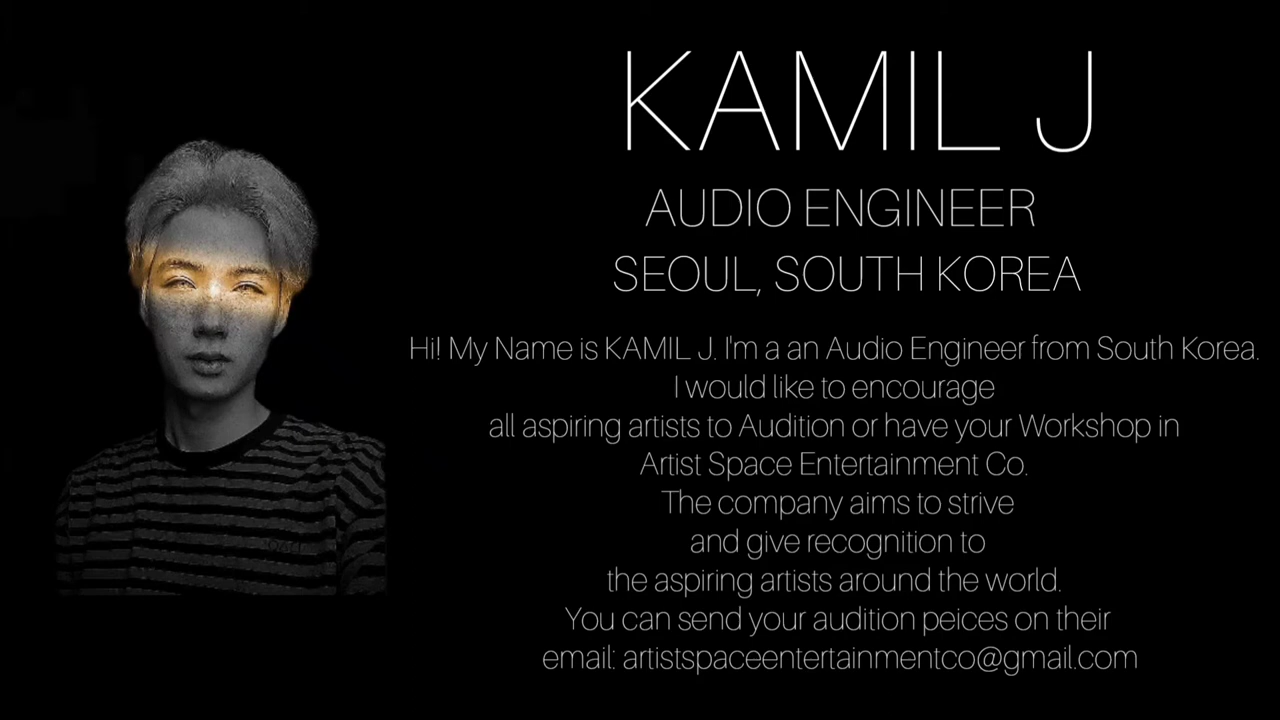 KAMIL J
AUDIO ENGINEER
SEOUL, SOUTH KOREA
Hi! My Name is KAMIL J. I'm a an Audio Engineer from South Korea.
I would like to encourage
all aspiring artists to Audition or have your Workshop in
Artist Space Entertainment Co.
The company aims to strive
and give recognition to
the aspiring artists around the world.
You can send your audition peices on their
email: artistspaceentertainmentco@gmail.com